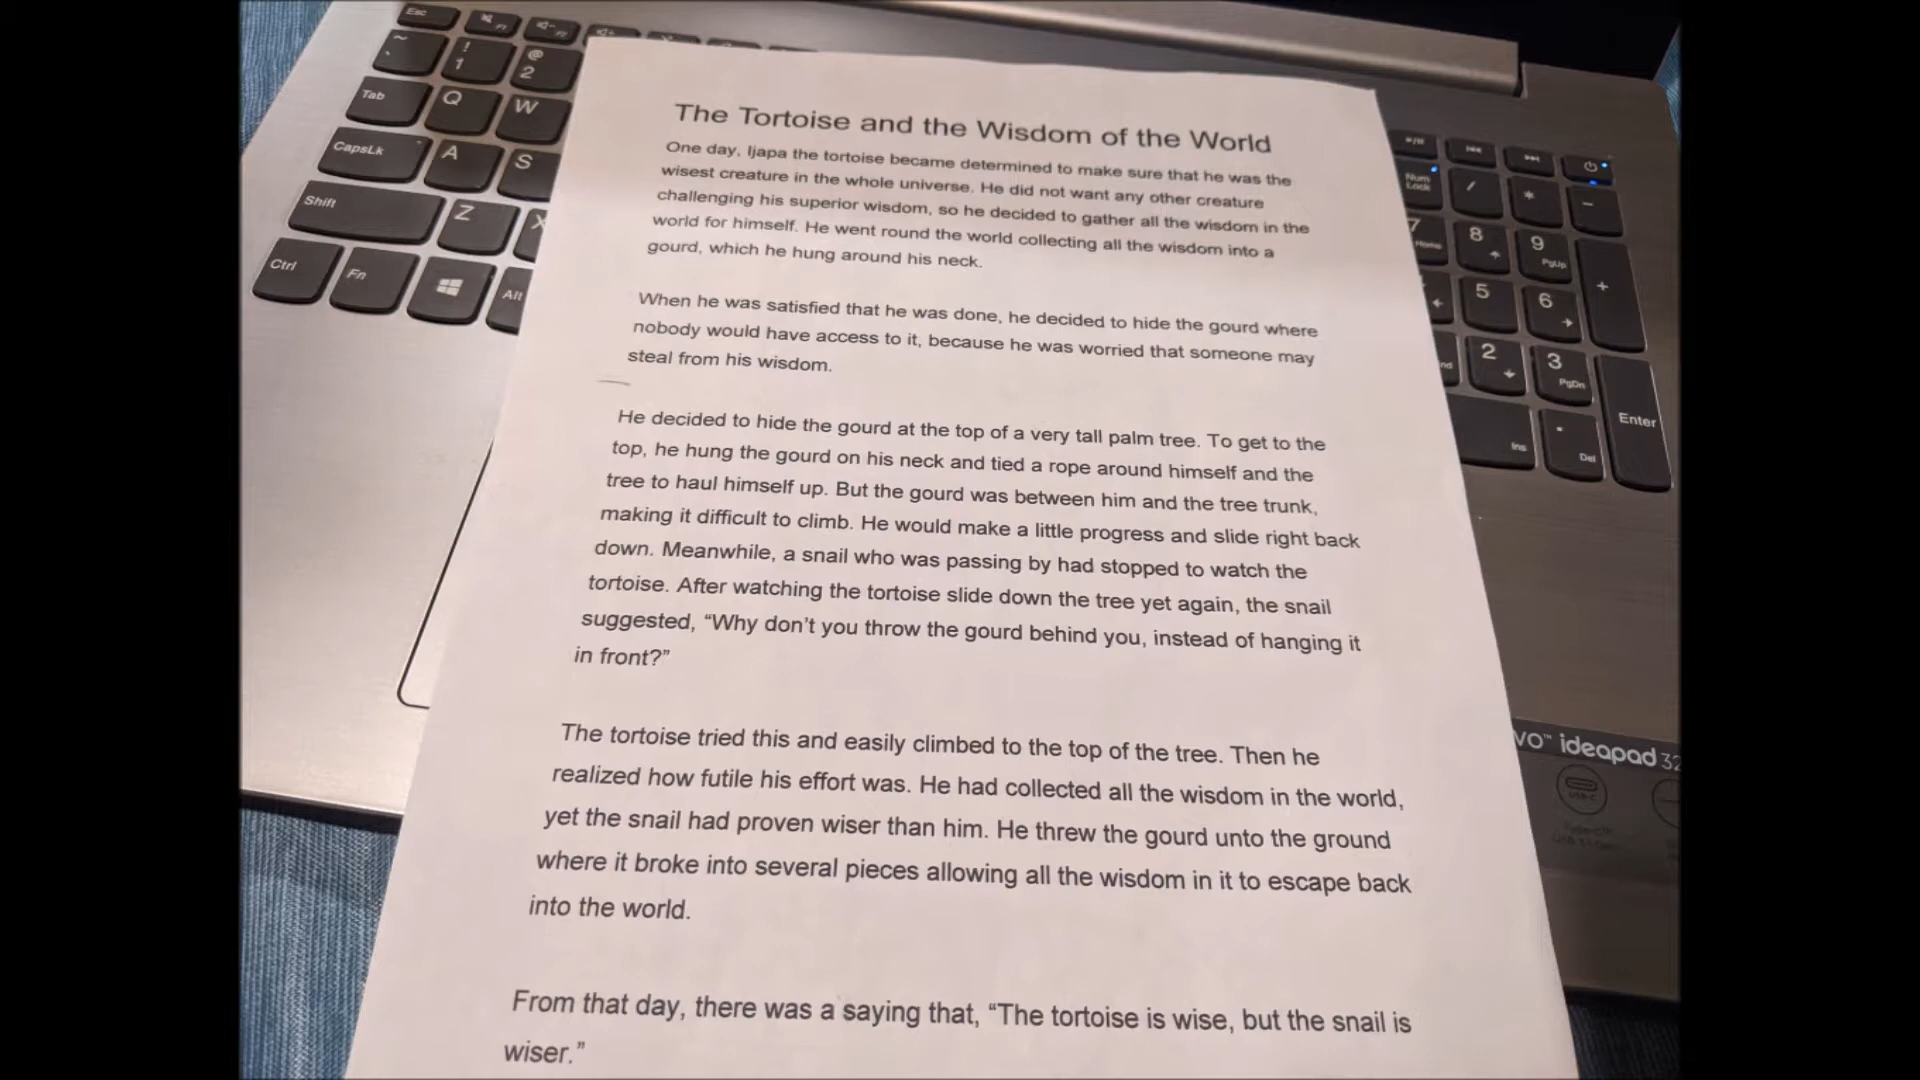 The Tortoise and the Wisdom of the World
One day, Ijapa the tortoise became determined to make sure that he was the
wisest creature in the whole universe. He did not want any other creature
challenging his superior wisdom, so he decided to gather all the wisdom in the
world for himself. He went round the world collecting all the wisdom into a
gourd, which he hung around his neck.
When he was satisfied that he was done, he decided to hide the gourd where
nobody would have access to it, because he was worried that someone may
steal from his wisdom.
He decided to hide the gourd at the top of a very tall palm tree. To get to the
top, he hung the gourd on his neck and tied a rope around himself and the
tree to haul himself up. But the gourd was between him and the tree trunk,
making it difficult to climb. He would make a little progress and slide right back
down. Meanwhile, a snail who was passing by had stopped to watch the
tortoise. After watching the tortoise slide down the tree yet again, the snail
suggested, “Why don’t you throw the gourd behind you, instead of hanging it
in front?”
The tortoise tried this and easily climbed to the top of the tree. Then he
realized how futile his effort was. He had collected all the wisdom in the world,
yet the snail had proven wiser than him. He threw the gourd unto the ground
where it broke into several pieces allowing all the wisdom in it to escape back
into the world.
From that day, there was a saying that, “The tortoise is wise, but the snail is
wiser.”
Esc
~ ! 1 @ 2
Tab Q W
CapsLk A S
Shift Z X
Ctrl Fn Alt
Num Lock / * -
7 Home 8 9 PgUp +
5 6
2 3 PgDn Enter
Ins . Del
ideapad 32
USB-C